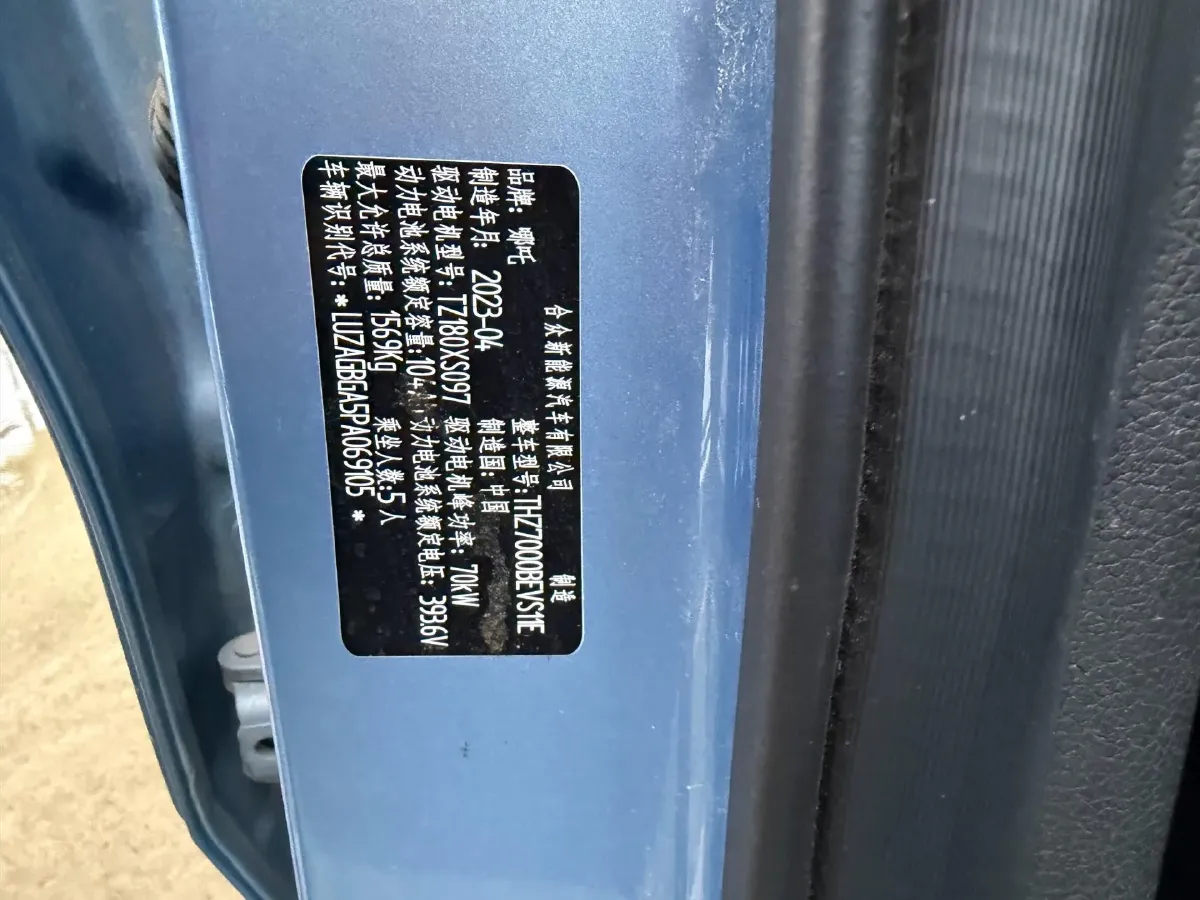 合众新能源汽车有限公司 制造
品牌: 哪吒 整车型号:THZ7000BEVS11E
制造年月: 2023-04 制造国:中国
驱动电机型号:TZ180XS097 驱动电机峰功率: 70kW
动力电池系统额定容量:104Ah 动力电池系统额定电压: 393.6V
最大允许总质量: 1569Kg 乘坐人数:5人
车辆识别代号:*LUZAGBGA5PA069105*